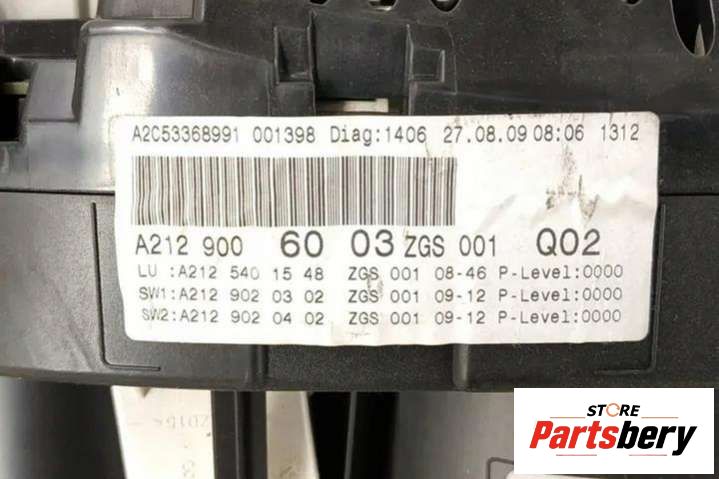 A2C53368991 001398 Diag:1406 27.08.09 08:06 1312
A212 900 60 03 ZGS 001 Q02
LU :A212 540 15 48 ZGS 001 08-46 P-Level:0000
SW1:A212 902 03 02 ZGS 001 09-12 P-Level:0000
SW2:A212 902 04 02 ZGS 001 09-12 P-Level:0000
STORE
Partsbery